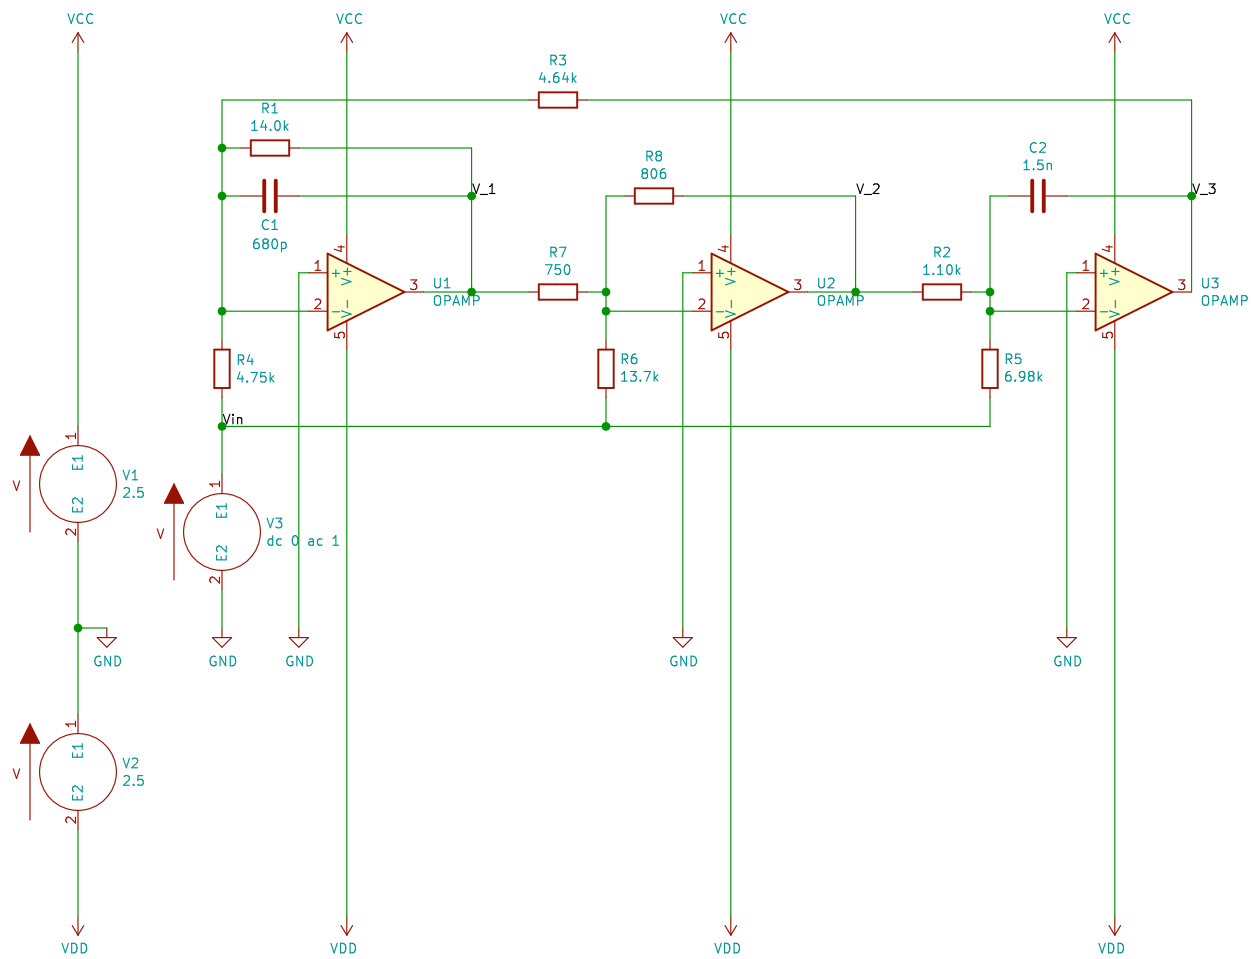 VCC
VCC
VCC
VCC
R3
4.64k
R1
14.0k
C2
1.5n
R8
806
V_1
V_2
V_3
C1
680p
4
4
4
R7
750
R2
1.10k
1
+
V+
1
+
V+
1
+
V+
3
U1
OPAMP
3
U2
OPAMP
3
U3
OPAMP
2
-
V-
2
-
V-
2
-
V-
5
5
5
R4
4.75k
R6
13.7k
R5
6.98k
Vin
1
E1
V
V1
2.5
E2
2
1
E1
V
V3
dc 0 ac 1
E2
2
GND
GND
GND
GND
GND
1
E1
V
V2
2.5
E2
2
VDD
VDD
VDD
VDD